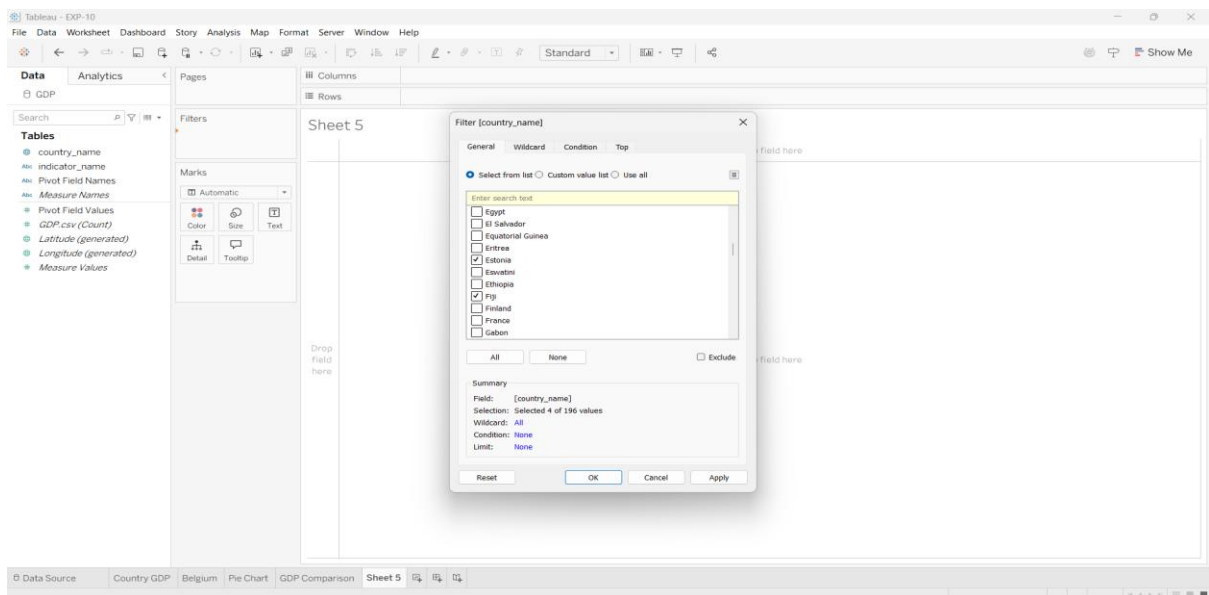 Tableau - EXP-10
File Data Worksheet Dashboard Story Analysis Map Format Server Window Help
Standard
Show Me
Data Analytics
GDP
Search
Tables
country_name
Abc indicator_name
Abc Pivot Field Names
Abc Measure Names
# Pivot Field Values
# GDP.csv (Count)
Latitude (generated)
Longitude (generated)
# Measure Values
Pages
Filters
Marks
Automatic
Color Size Text
Detail Tooltip
Columns
Rows
Sheet 5
field here
Drop
field
here
field here
Filter [country_name]
General Wildcard Condition Top
Select from list Custom value list Use all
Enter search text
Egypt
El Salvador
Equatorial Guinea
Eritrea
Estonia
Eswatini
Ethiopia
Fiji
Finland
France
Gabon
All None Exclude
Summary
Field: [country_name]
Selection: Selected 4 of 196 values
Wildcard: All
Condition: None
Limit: None
Reset OK Cancel Apply
Data Source Country GDP Belgium Pie Chart GDP Comparison Sheet 5